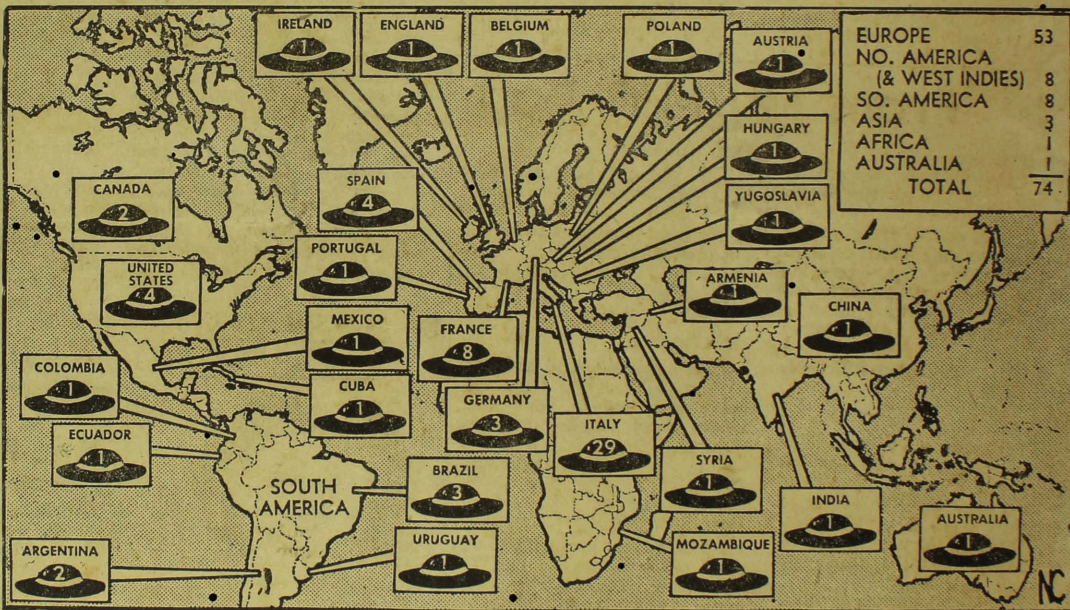 IRELAND
1
ENGLAND
1
BELGIUM
1
POLAND
1
AUSTRIA
1
EUROPE 53
NO. AMERICA
(& WEST INDIES) 8
SO. AMERICA 8
ASIA 3
AFRICA 1
AUSTRALIA 1
TOTAL 74
HUNGARY
1
CANADA
2
SPAIN
4
YUGOSLAVIA
1
PORTUGAL
1
UNITED
STATES
4
ARMENIA
1
CHINA
1
MEXICO
1
FRANCE
8
COLOMBIA
1
CUBA
1
GERMANY
3
ITALY
29
ECUADOR
1
SOUTH
AMERICA
BRAZIL
3
SYRIA
1
INDIA
1
AUSTRALIA
1
ARGENTINA
2
URUGUAY
1
MOZAMBIQUE
1
NC